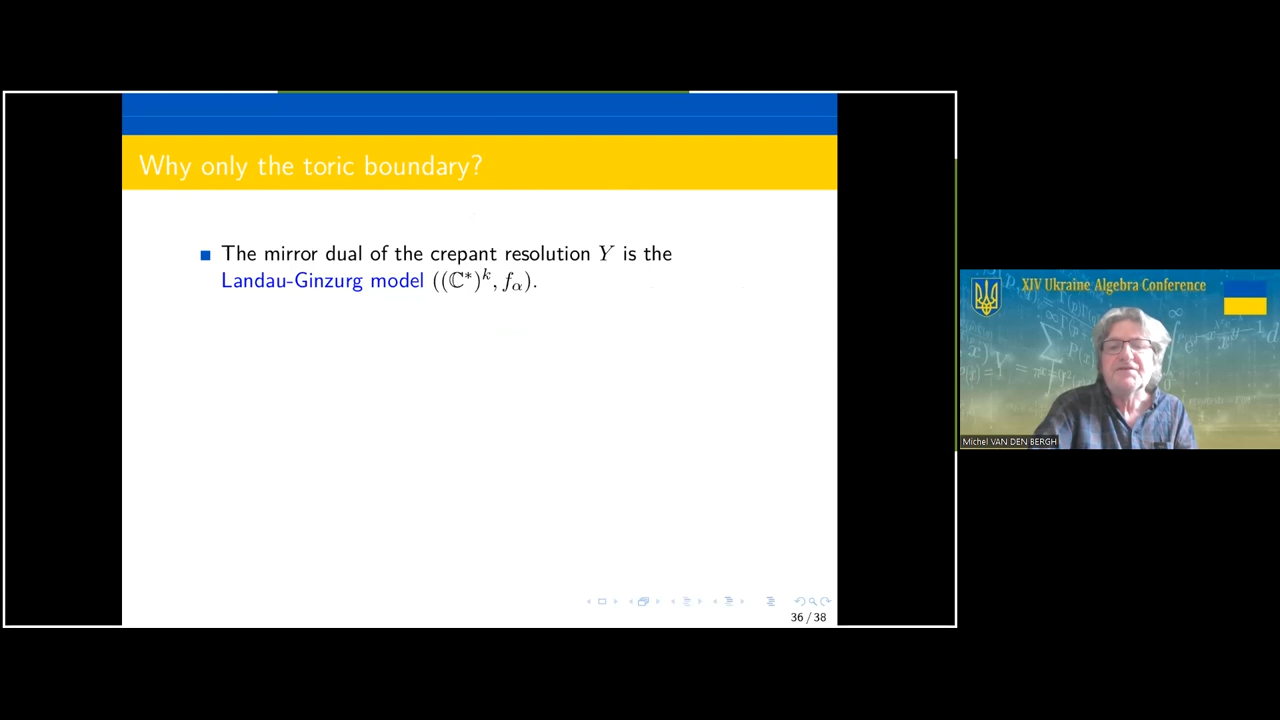 Why only the toric boundary?
The mirror dual of the crepant resolution Y is the
Landau-Ginzurg model ((ℂ*)ᵏ, fα).
36 / 38
XIV Ukraine Algebra Conference
Michel VAN DEN BERGH